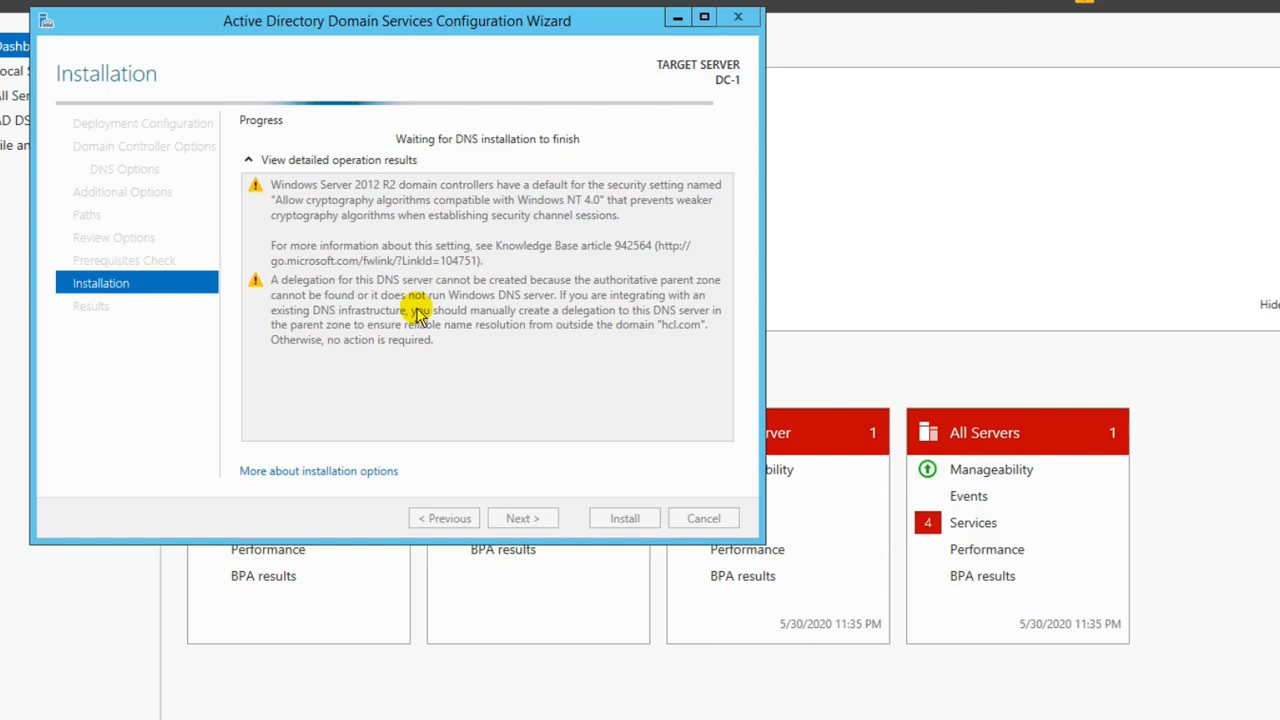 Active Directory Domain Services Configuration Wizard
Installation
TARGET SERVER
DC-1
Deployment Configuration
Domain Controller Options
DNS Options
Additional Options
Paths
Review Options
Prerequisites Check
Installation
Results
Progress
Waiting for DNS installation to finish
View detailed operation results
Windows Server 2012 R2 domain controllers have a default for the security setting named
"Allow cryptography algorithms compatible with Windows NT 4.0" that prevents weaker
cryptography algorithms when establishing security channel sessions.
For more information about this setting, see Knowledge Base article 942564 (http://
go.microsoft.com/fwlink/?LinkId=104751).
A delegation for this DNS server cannot be created because the authoritative parent zone
cannot be found or it does not run Windows DNS server. If you are integrating with an
existing DNS infrastructure, you should manually create a delegation to this DNS server in
the parent zone to ensure reliable name resolution from outside the domain "hcl.com".
Otherwise, no action is required.
More about installation options
< Previous
Next >
Install
Cancel
Dashb
ocal S
ll Ser
D DS
ile an
Hide
Performance
BPA results
BPA results
rver 1
bility
Performance
BPA results
5/30/2020 11:35 PM
All Servers 1
Manageability
Events
4 Services
Performance
BPA results
5/30/2020 11:35 PM